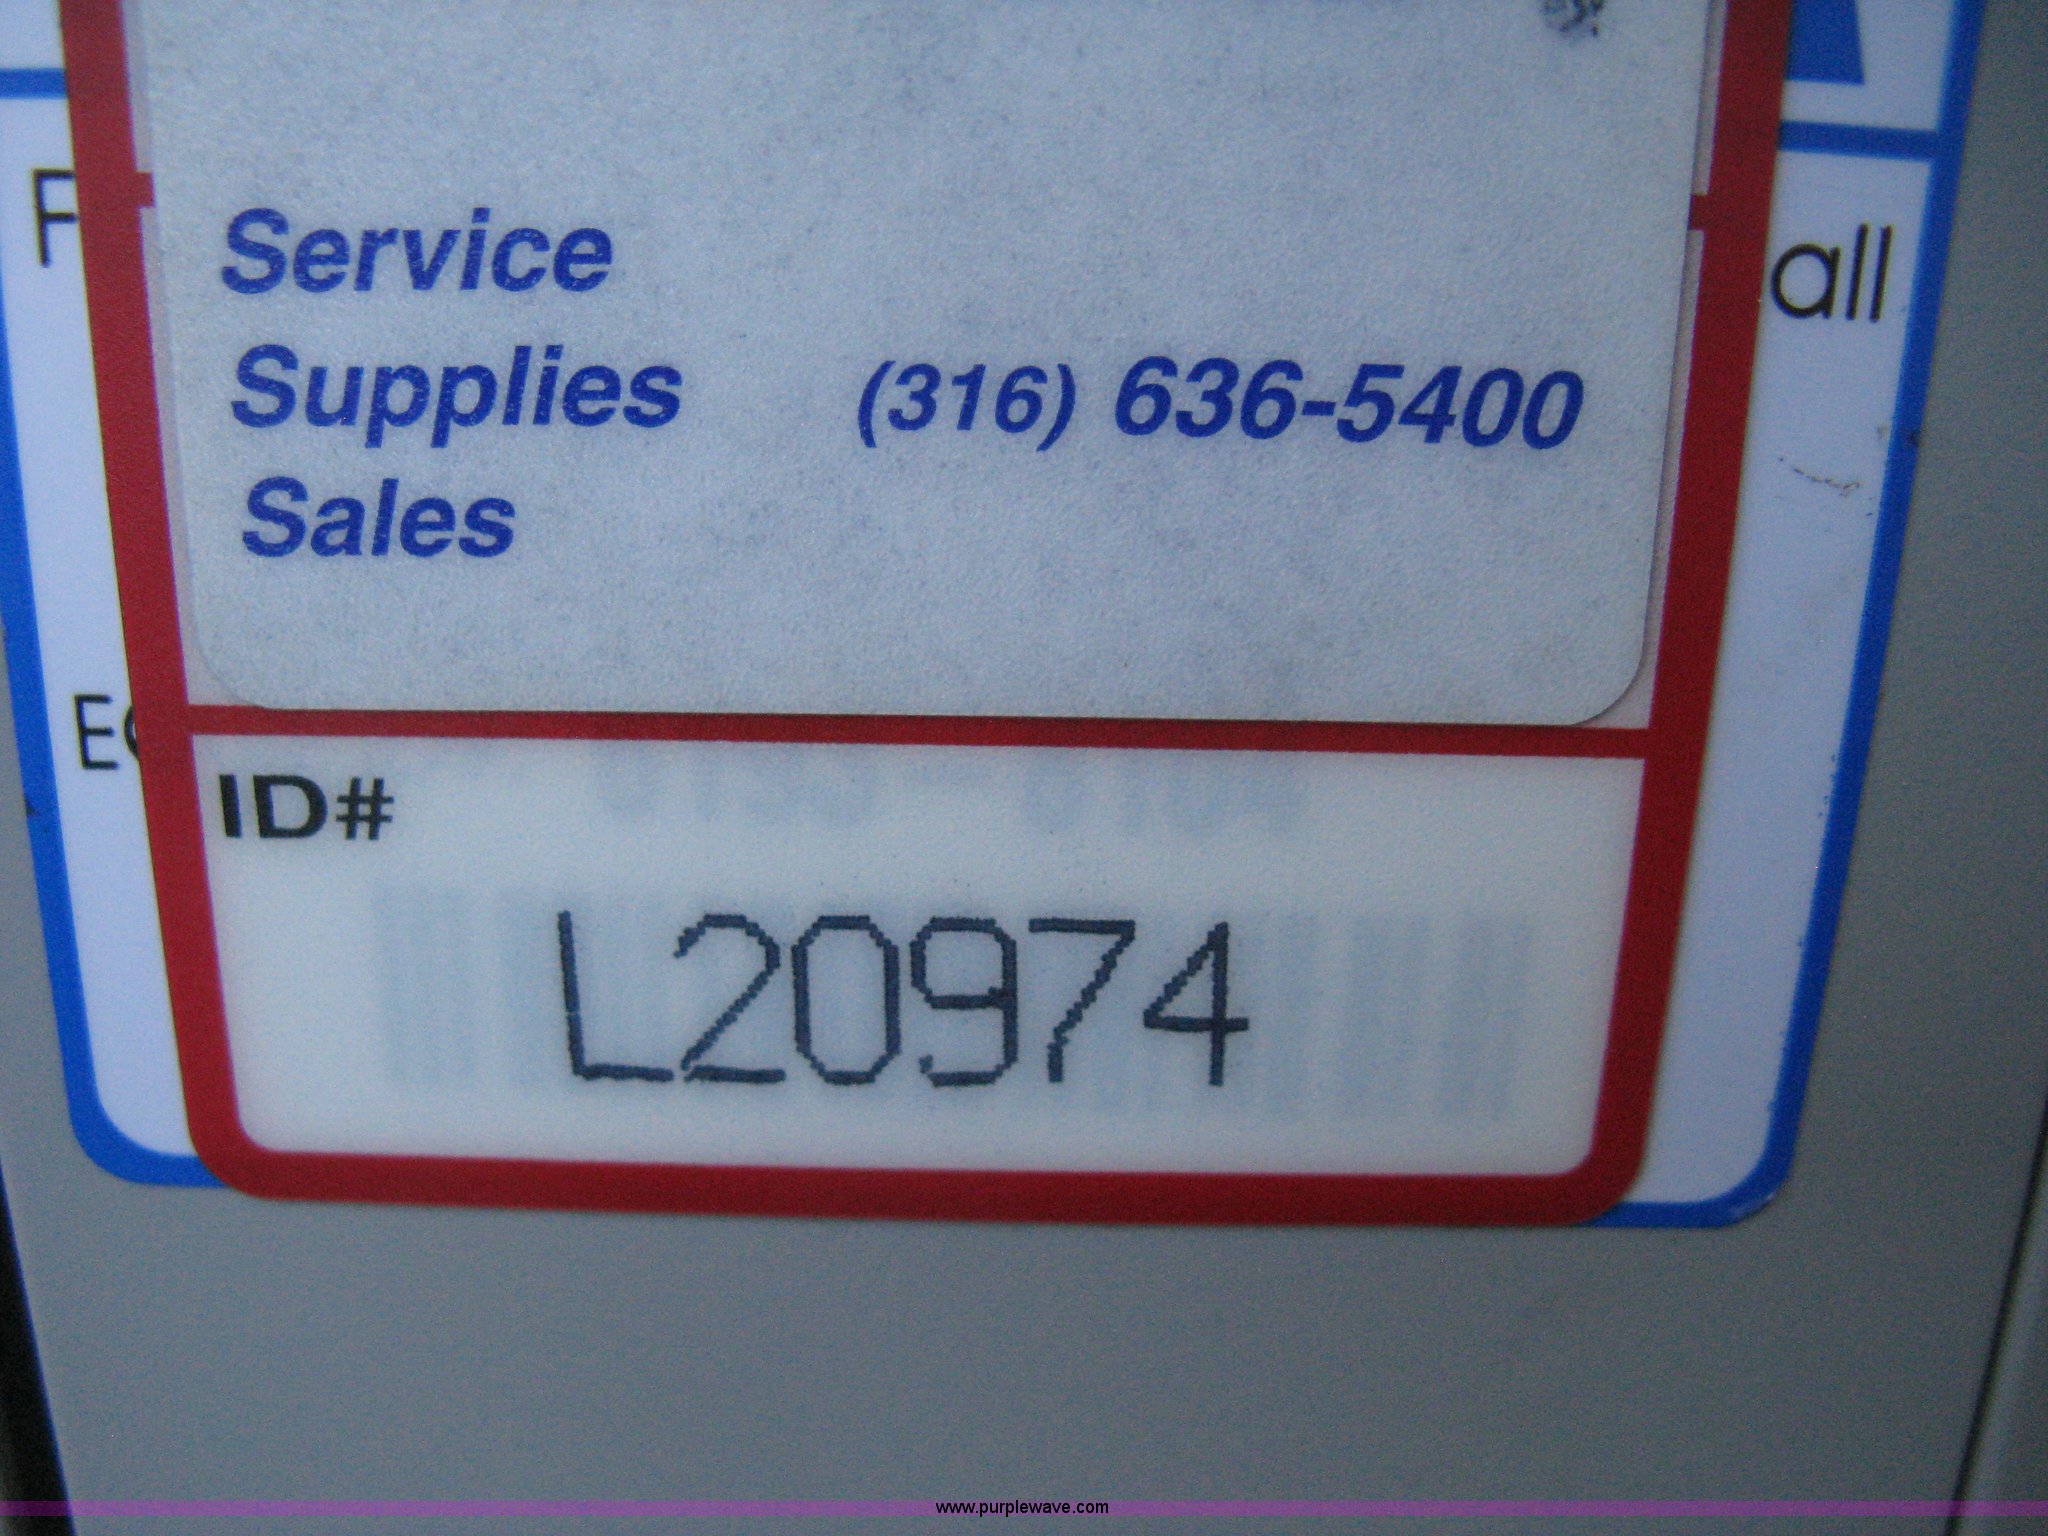 Service
Supplies (316) 636-5400
Sales
all
ID#
L20974
www.purplewave.com